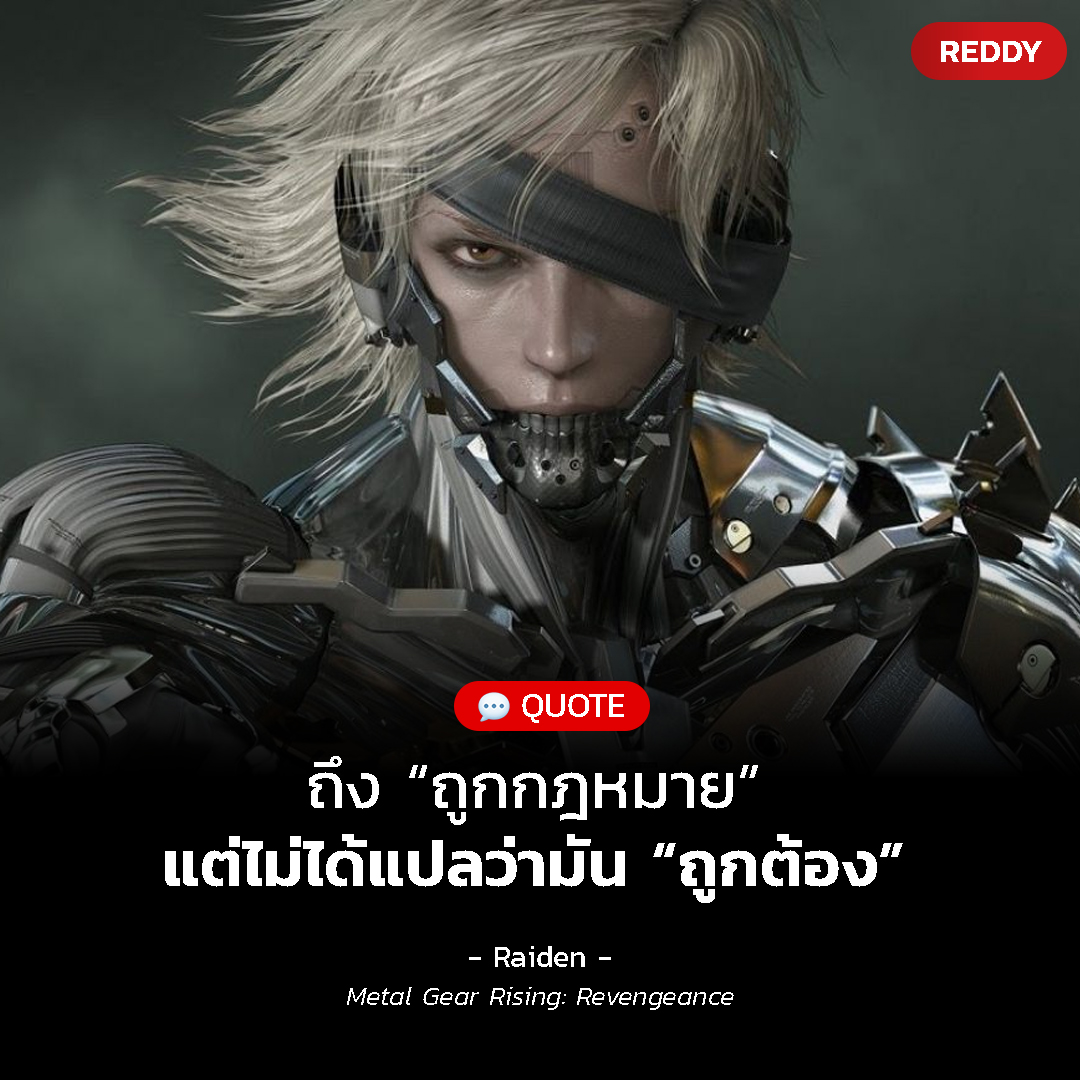 REDDY
💬 QUOTE
ถึง “ถูกกฎหมาย”
แต่ไม่ได้แปลว่ามัน “ถูกต้อง”
- Raiden -
Metal Gear Rising: Revengeance